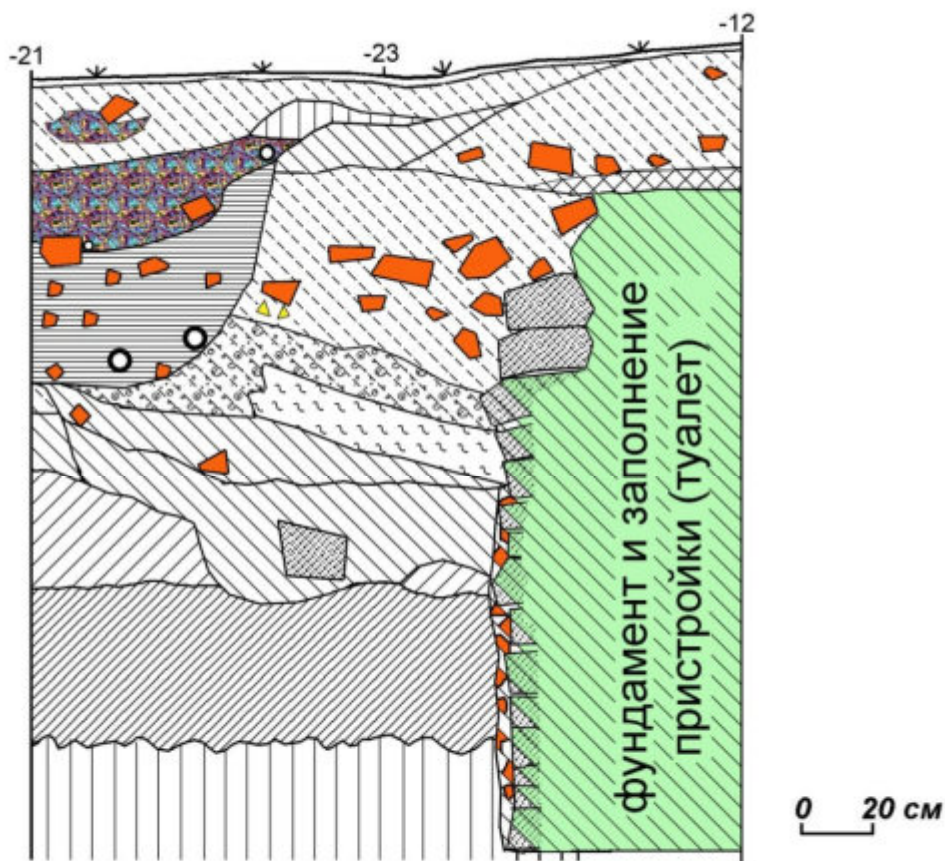 -12
-21
-23
фундамент и заполнение
пристройки (туалет)
0 20 см